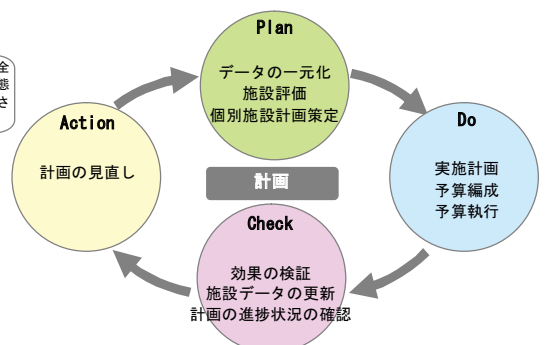 全
態
さ
Plan
データの一元化
施設評価
個別施設計画策定
Action
計画の見直し
Do
実施計画
予算編成
予算執行
計画
Check
効果の検証
施設データの更新
計画の進捗状況の確認